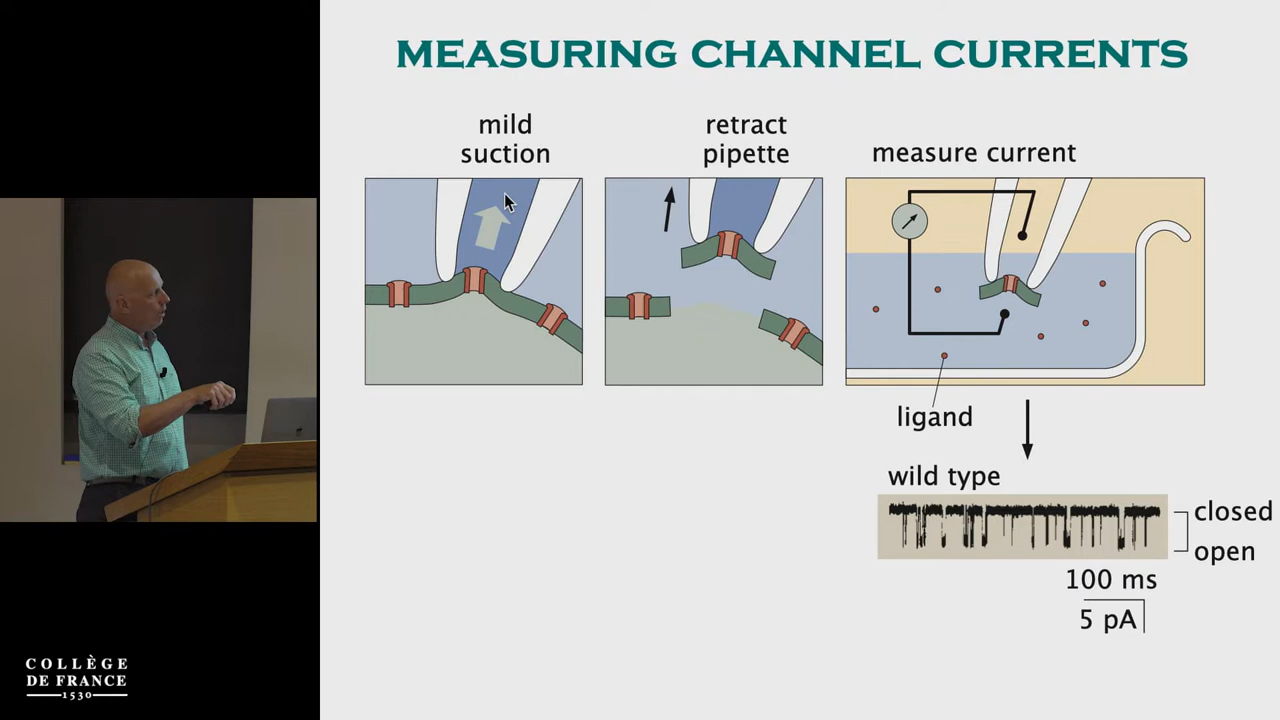 MEASURING CHANNEL CURRENTS
mild
suction
retract
pipette
measure current
ligand
wild type
closed
open
100 ms
5 pA
COLLÈGE
DE FRANCE
1530